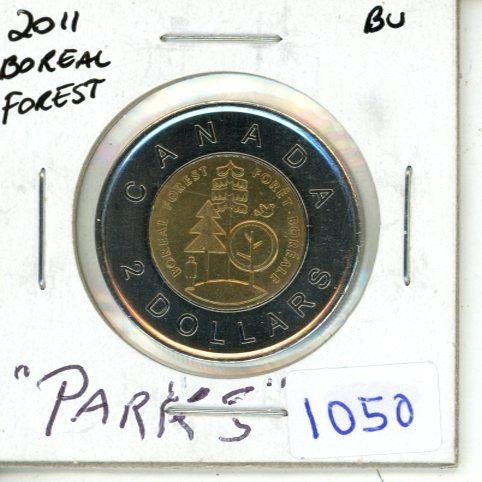 2011
BOREAL
FOREST
BU
CANADA
BOREAL FOREST FORÊT BORÉALE
2 DOLLARS
"PARKS"
1050